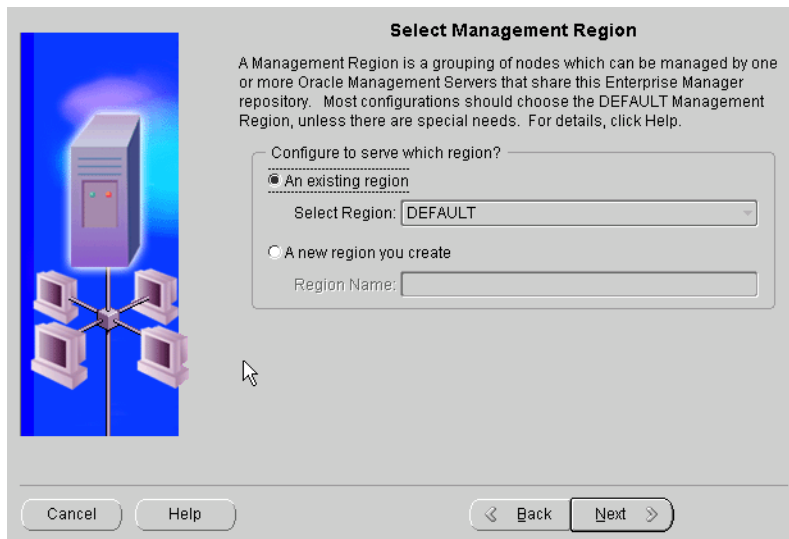 Select Management Region
A Management Region is a grouping of nodes which can be managed by one
or more Oracle Management Servers that share this Enterprise Manager
repository. Most configurations should choose the DEFAULT Management
Region, unless there are special needs. For details, click Help.
Configure to serve which region?
An existing region
Select Region: DEFAULT
A new region you create
Region Name:
Cancel Help Back Next